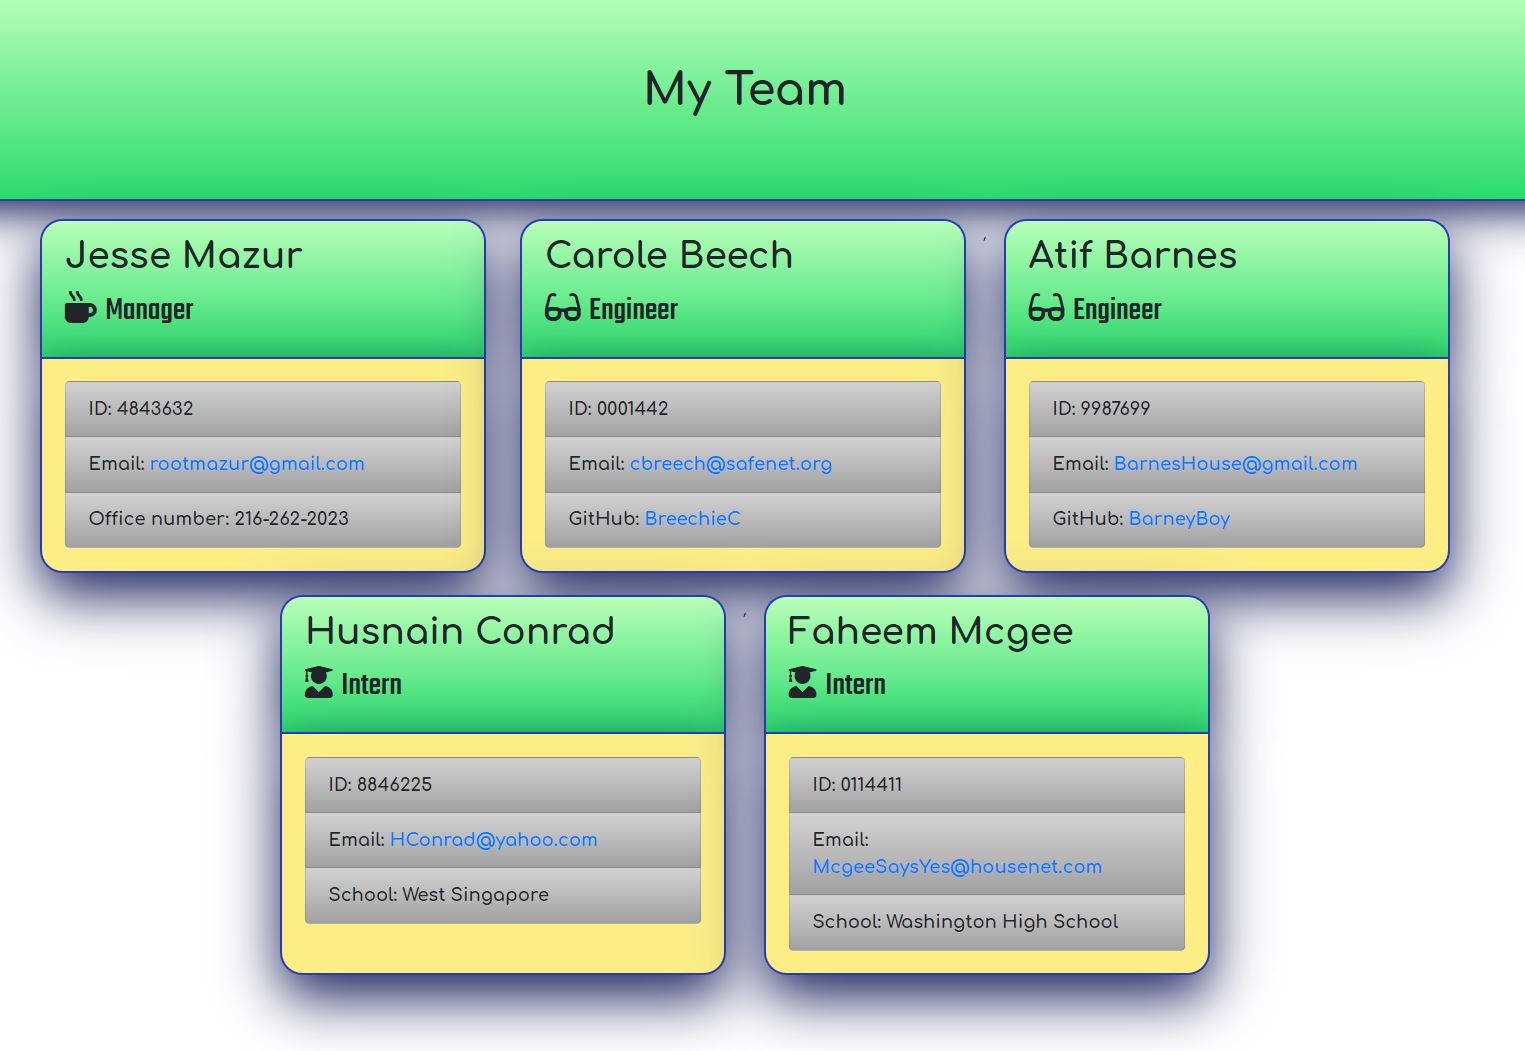 My Team
Jesse Mazur
Manager
ID: 4843632
Email: rootmazur@gmail.com
Office number: 216-262-2023
Carole Beech
Engineer
ID: 0001442
Email: cbreech@safenet.org
GitHub: BreechieC
,
Atif Barnes
Engineer
ID: 9987699
Email: BarnesHouse@gmail.com
GitHub: BarneyBoy
Husnain Conrad
Intern
ID: 8846225
Email: HConrad@yahoo.com
School: West Singapore
,
Faheem Mcgee
Intern
ID: 0114411
Email:
McgeeSaysYes@housenet.com
School: Washington High School